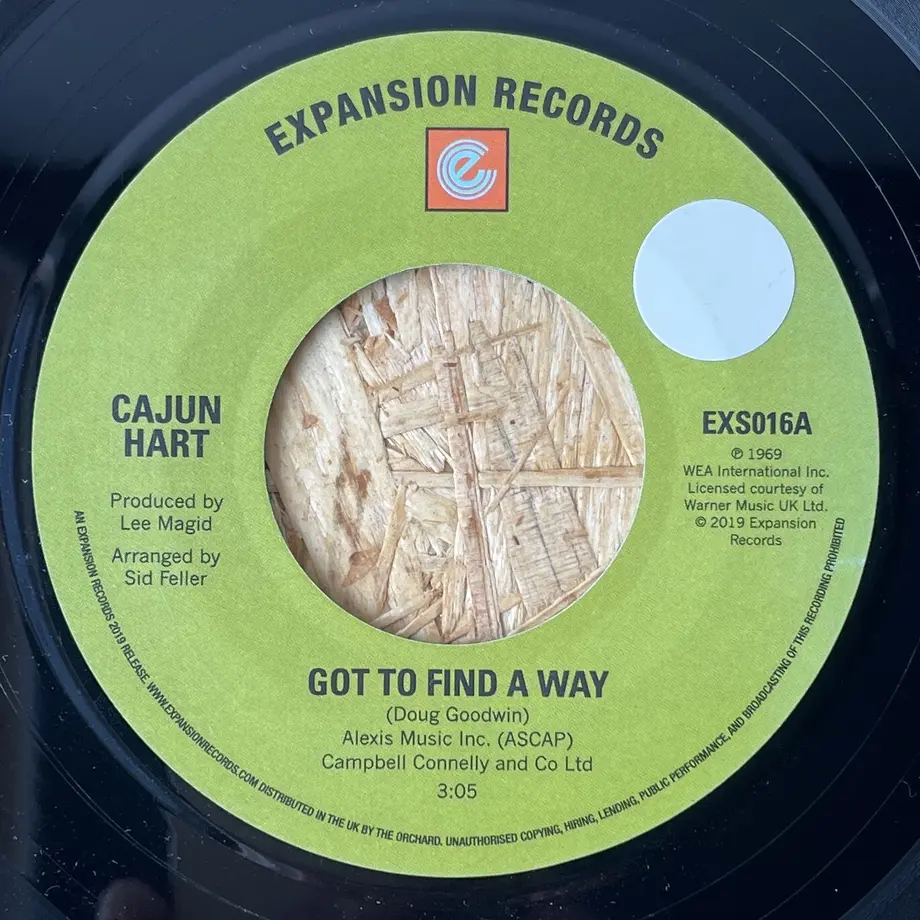 EXPANSION RECORDS
e
CAJUN
HART
Produced by
Lee Magid
Arranged by
Sid Feller
EXS016A
℗ 1969
WEA International Inc.
Licensed courtesy of
Warner Music UK Ltd.
© 2019 Expansion
Records
GOT TO FIND A WAY
(Doug Goodwin)
Alexis Music Inc. (ASCAP)
Campbell Connelly and Co Ltd
3:05
AN EXPANSION RECORDS 2019 RELEASE. WWW.EXPANSIONRECORDS.COM DISTRIBUTED IN THE UK BY THE ORCHARD. UNAUTHORISED COPYING, HIRING, LENDING, PUBLIC PERFORMANCE, AND BROADCASTING OF THIS RECORDING PROHIBITED